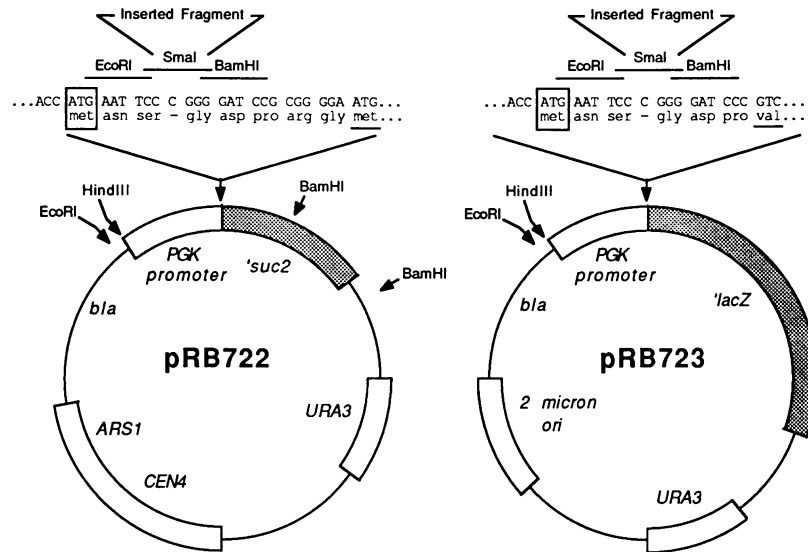 Inserted Fragment
SmaI
EcoRI BamHI
...ACC ATG AAT TCC C GGG GAT CCG CGG GGA ATG...
met asn ser - gly asp pro arg gly met...
HindIII
EcoRI
BamHI
PGK
promoter
'suc2
BamHI
bla
pRB722
ARS1
CEN4
URA3
Inserted Fragment
SmaI
EcoRI BamHI
...ACC ATG AAT TCC C GGG GAT CCC GTC...
met asn ser - gly asp pro val...
HindIII
EcoRI
PGK
promoter
'lacZ
bla
pRB723
2 micron
ori
URA3